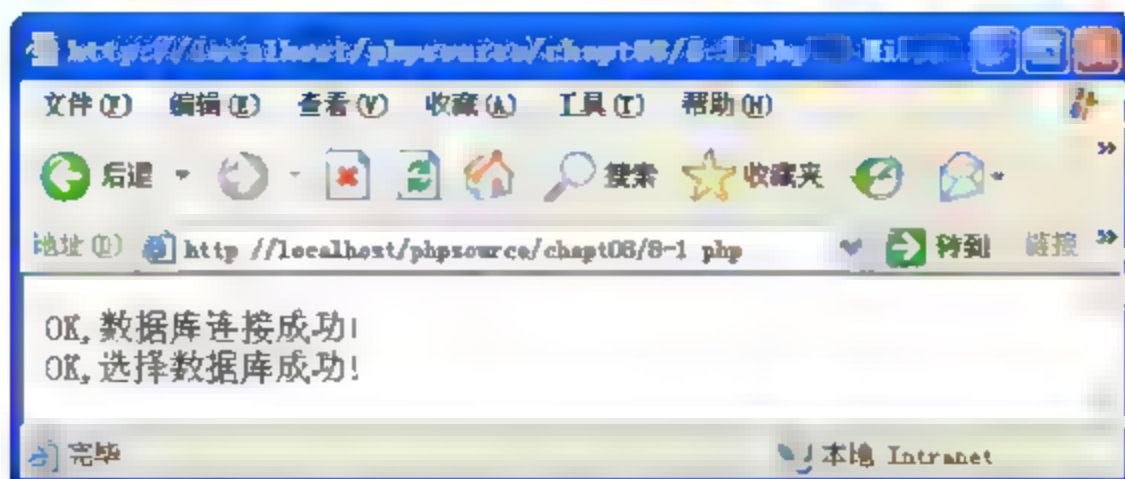 文件(F) 编辑(E) 查看(V) 收藏(A) 工具(T) 帮助(H)
后退 搜索 收藏夹
地址(D) http //localhost/phpsource/chapt08/8-1 php 转到 链接
OK,数据库连接成功!
OK,选择数据库成功!
完毕 本地 Intranet